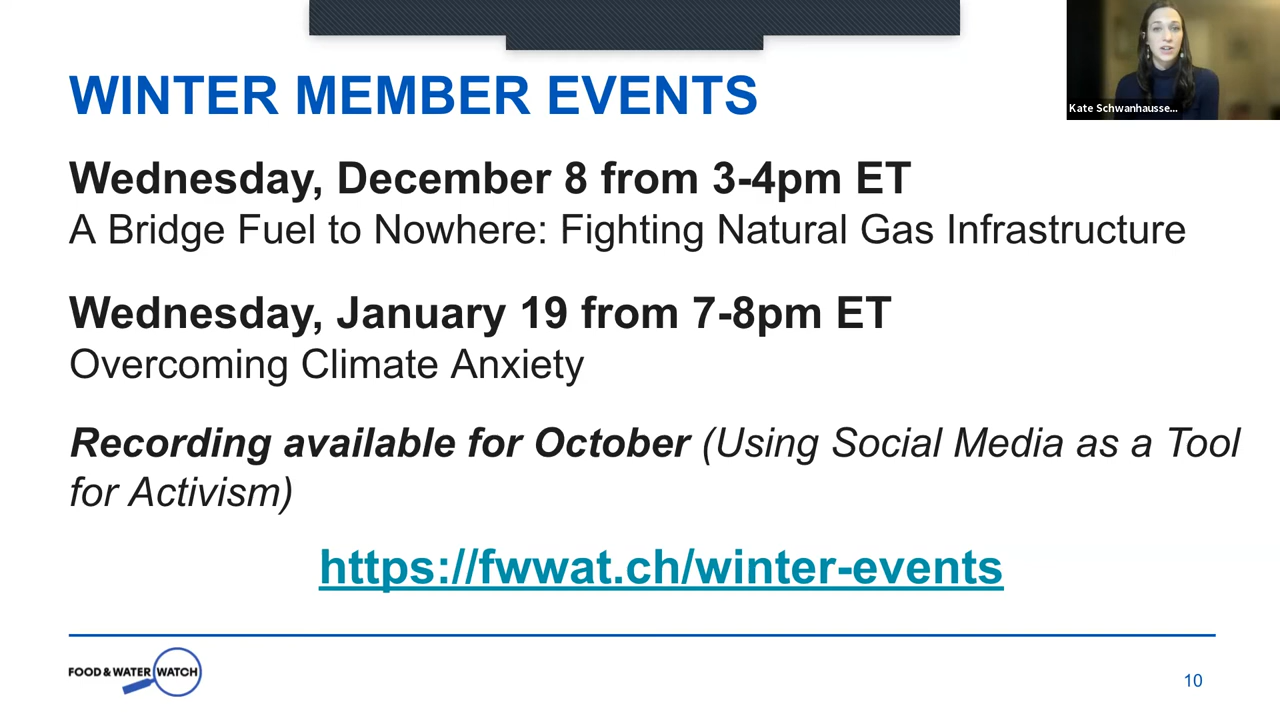 WINTER MEMBER EVENTS
Kate Schwanhausse...
Wednesday, December 8 from 3-4pm ET
A Bridge Fuel to Nowhere: Fighting Natural Gas Infrastructure
Wednesday, January 19 from 7-8pm ET
Overcoming Climate Anxiety
Recording available for October (Using Social Media as a Tool
for Activism)
https://fwwat.ch/winter-events
FOOD & WATER WATCH
10